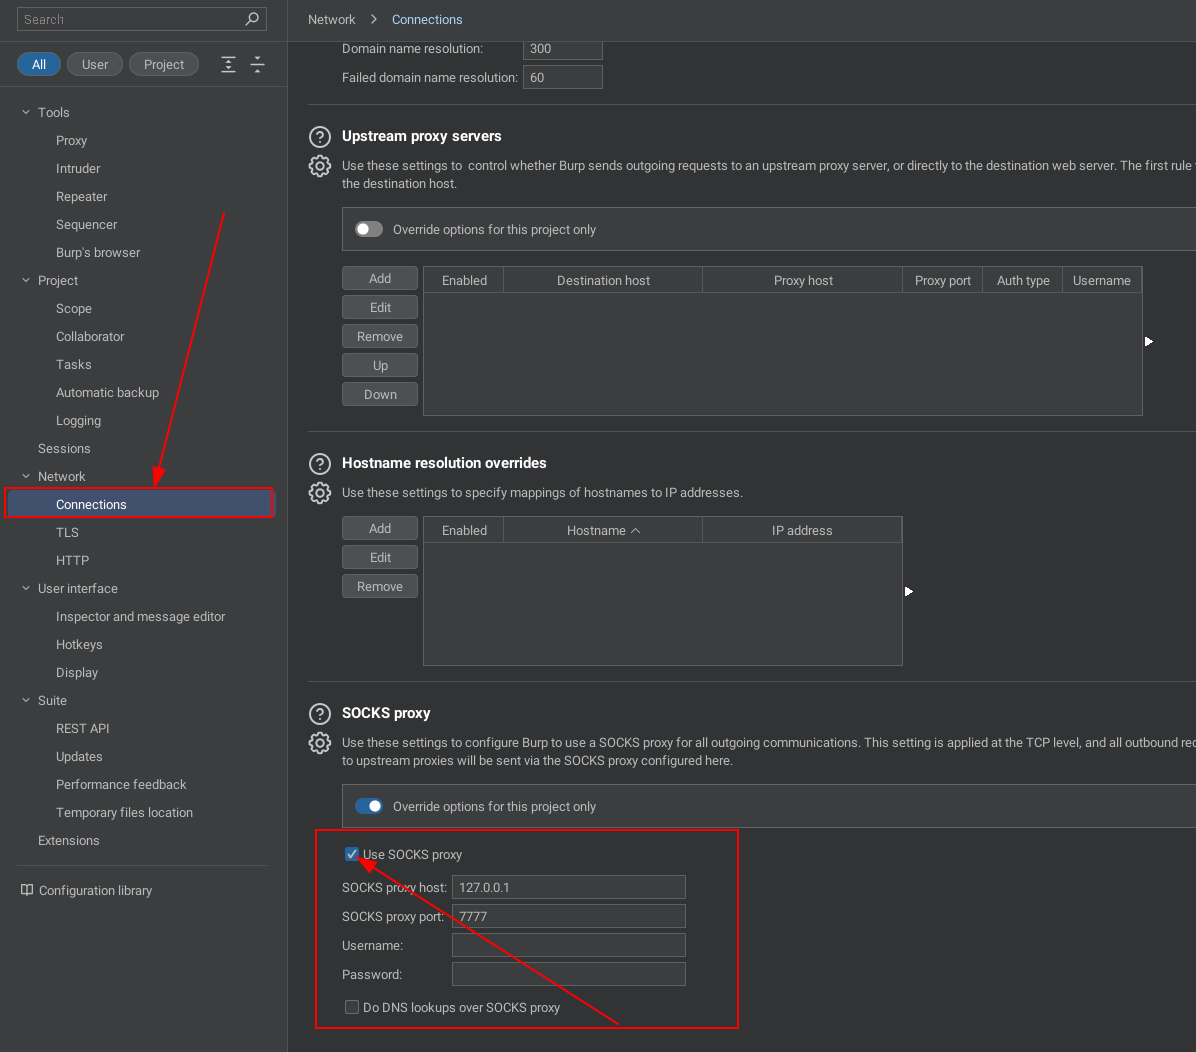 Search
All
User
Project
Tools
Proxy
Intruder
Repeater
Sequencer
Burp's browser
Project
Scope
Collaborator
Tasks
Automatic backup
Logging
Sessions
Network
Connections
TLS
HTTP
User interface
Inspector and message editor
Hotkeys
Display
Suite
REST API
Updates
Performance feedback
Temporary files location
Extensions
Configuration library
Network > Connections
Domain name resolution: 300
Failed domain name resolution: 60
Upstream proxy servers
Use these settings to control whether Burp sends outgoing requests to an upstream proxy server, or directly to the destination web server. The first rule
the destination host.
Override options for this project only
Add
Edit
Remove
Up
Down
Enabled Destination host Proxy host Proxy port Auth type Username
Hostname resolution overrides
Use these settings to specify mappings of hostnames to IP addresses.
Add
Edit
Remove
Enabled Hostname IP address
SOCKS proxy
Use these settings to configure Burp to use a SOCKS proxy for all outgoing communications. This setting is applied at the TCP level, and all outbound
to upstream proxies will be sent via the SOCKS proxy configured here.
Override options for this project only
Use SOCKS proxy
SOCKS proxy host: 127.0.0.1
SOCKS proxy port: 7777
Username:
Password:
Do DNS lookups over SOCKS proxy